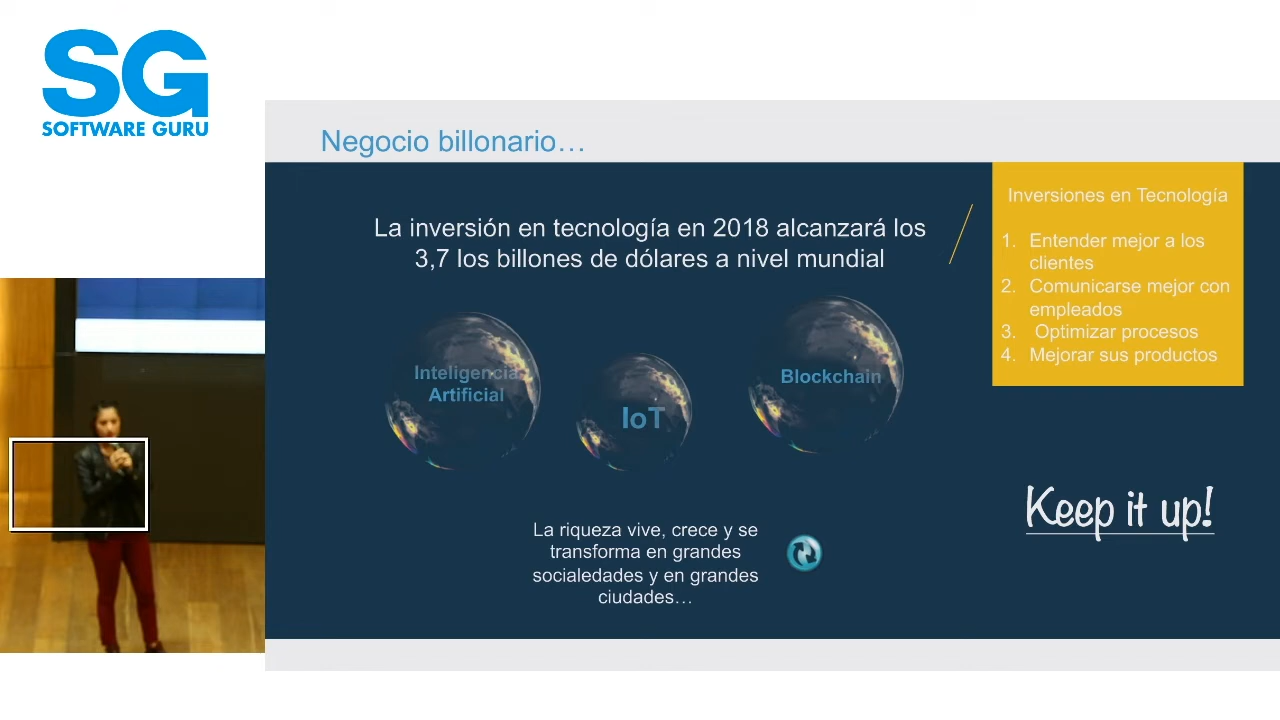 SG
SOFTWARE GURU
Negocio billonario…
La inversión en tecnología en 2018 alcanzará los
3,7 los billones de dólares a nivel mundial
Inteligencia
Artificial
IoT
Blockchain
La riqueza vive, crece y se
transforma en grandes
socialedades y en grandes
ciudades…
Inversiones en Tecnología
1. Entender mejor a los
clientes
2. Comunicarse mejor con
empleados
3. Optimizar procesos
4. Mejorar sus productos
Keep it up!